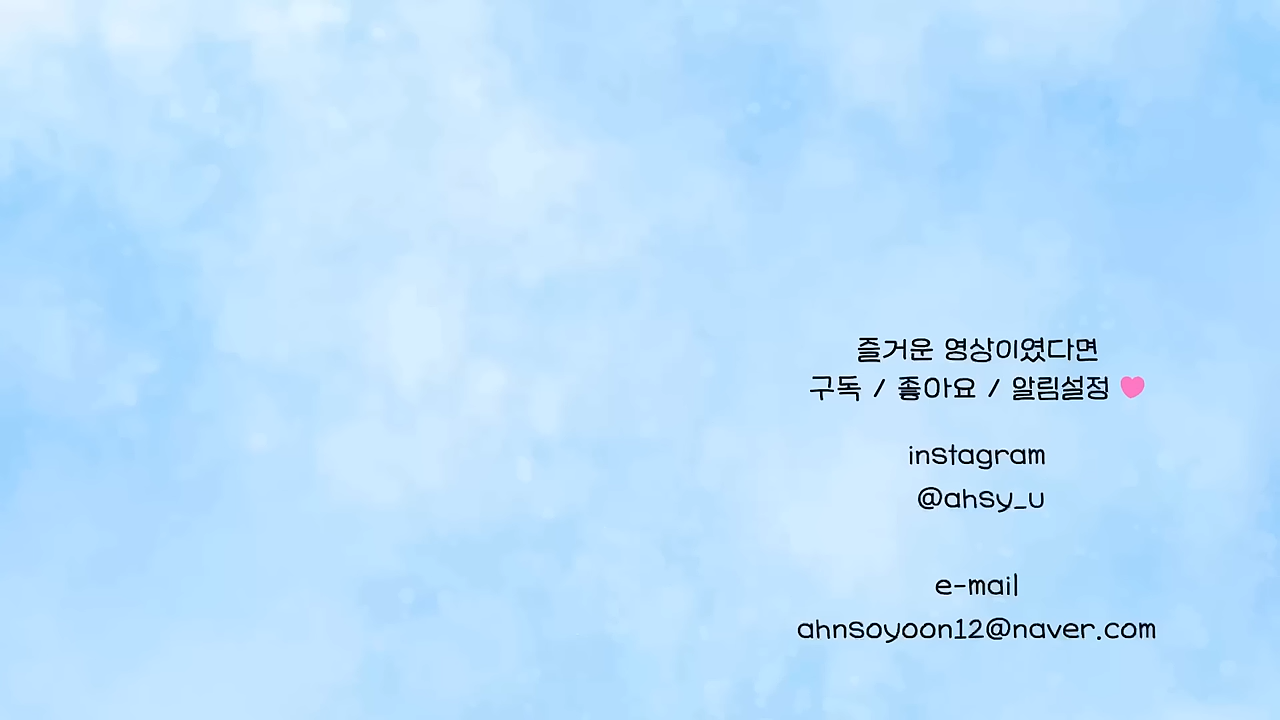 즐거운 영상이였다면
구독 / 좋아요 / 알림설정 🩷
instagram
@ahsy_u
e-mail
ahnsoyoon12@naver.com